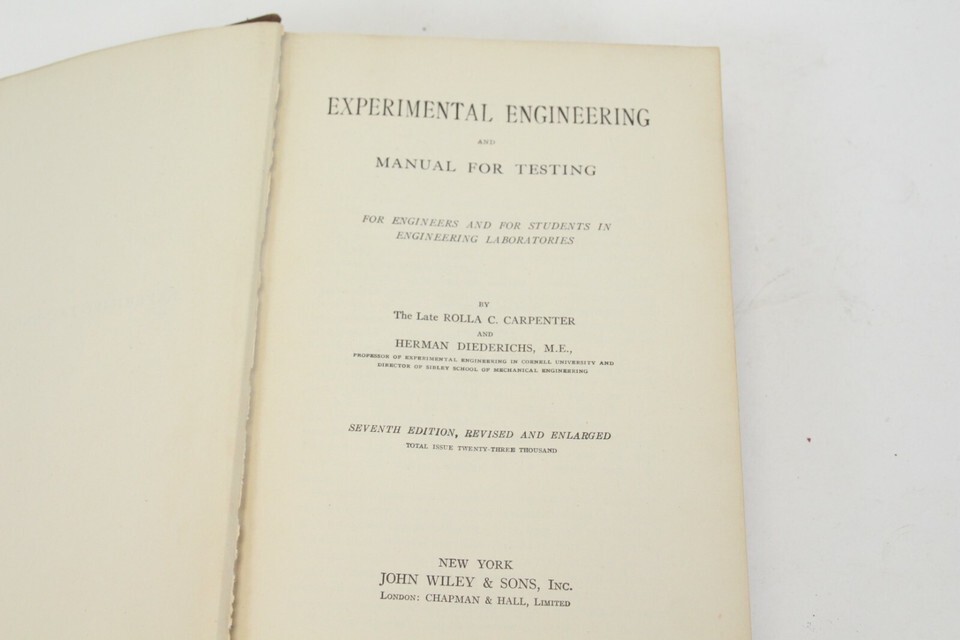 EXPERIMENTAL ENGINEERING
AND
MANUAL FOR TESTING
FOR ENGINEERS AND FOR STUDENTS IN
ENGINEERING LABORATORIES
BY
The Late ROLLA C. CARPENTER
AND
HERMAN DIEDERICHS, M.E.,
PROFESSOR OF EXPERIMENTAL ENGINEERING IN CORNELL UNIVERSITY AND
DIRECTOR OF SIBLEY SCHOOL OF MECHANICAL ENGINEERING
SEVENTH EDITION, REVISED AND ENLARGED
TOTAL ISSUE TWENTY-THREE THOUSAND
NEW YORK
JOHN WILEY & SONS, INC.
LONDON: CHAPMAN & HALL, LIMITED